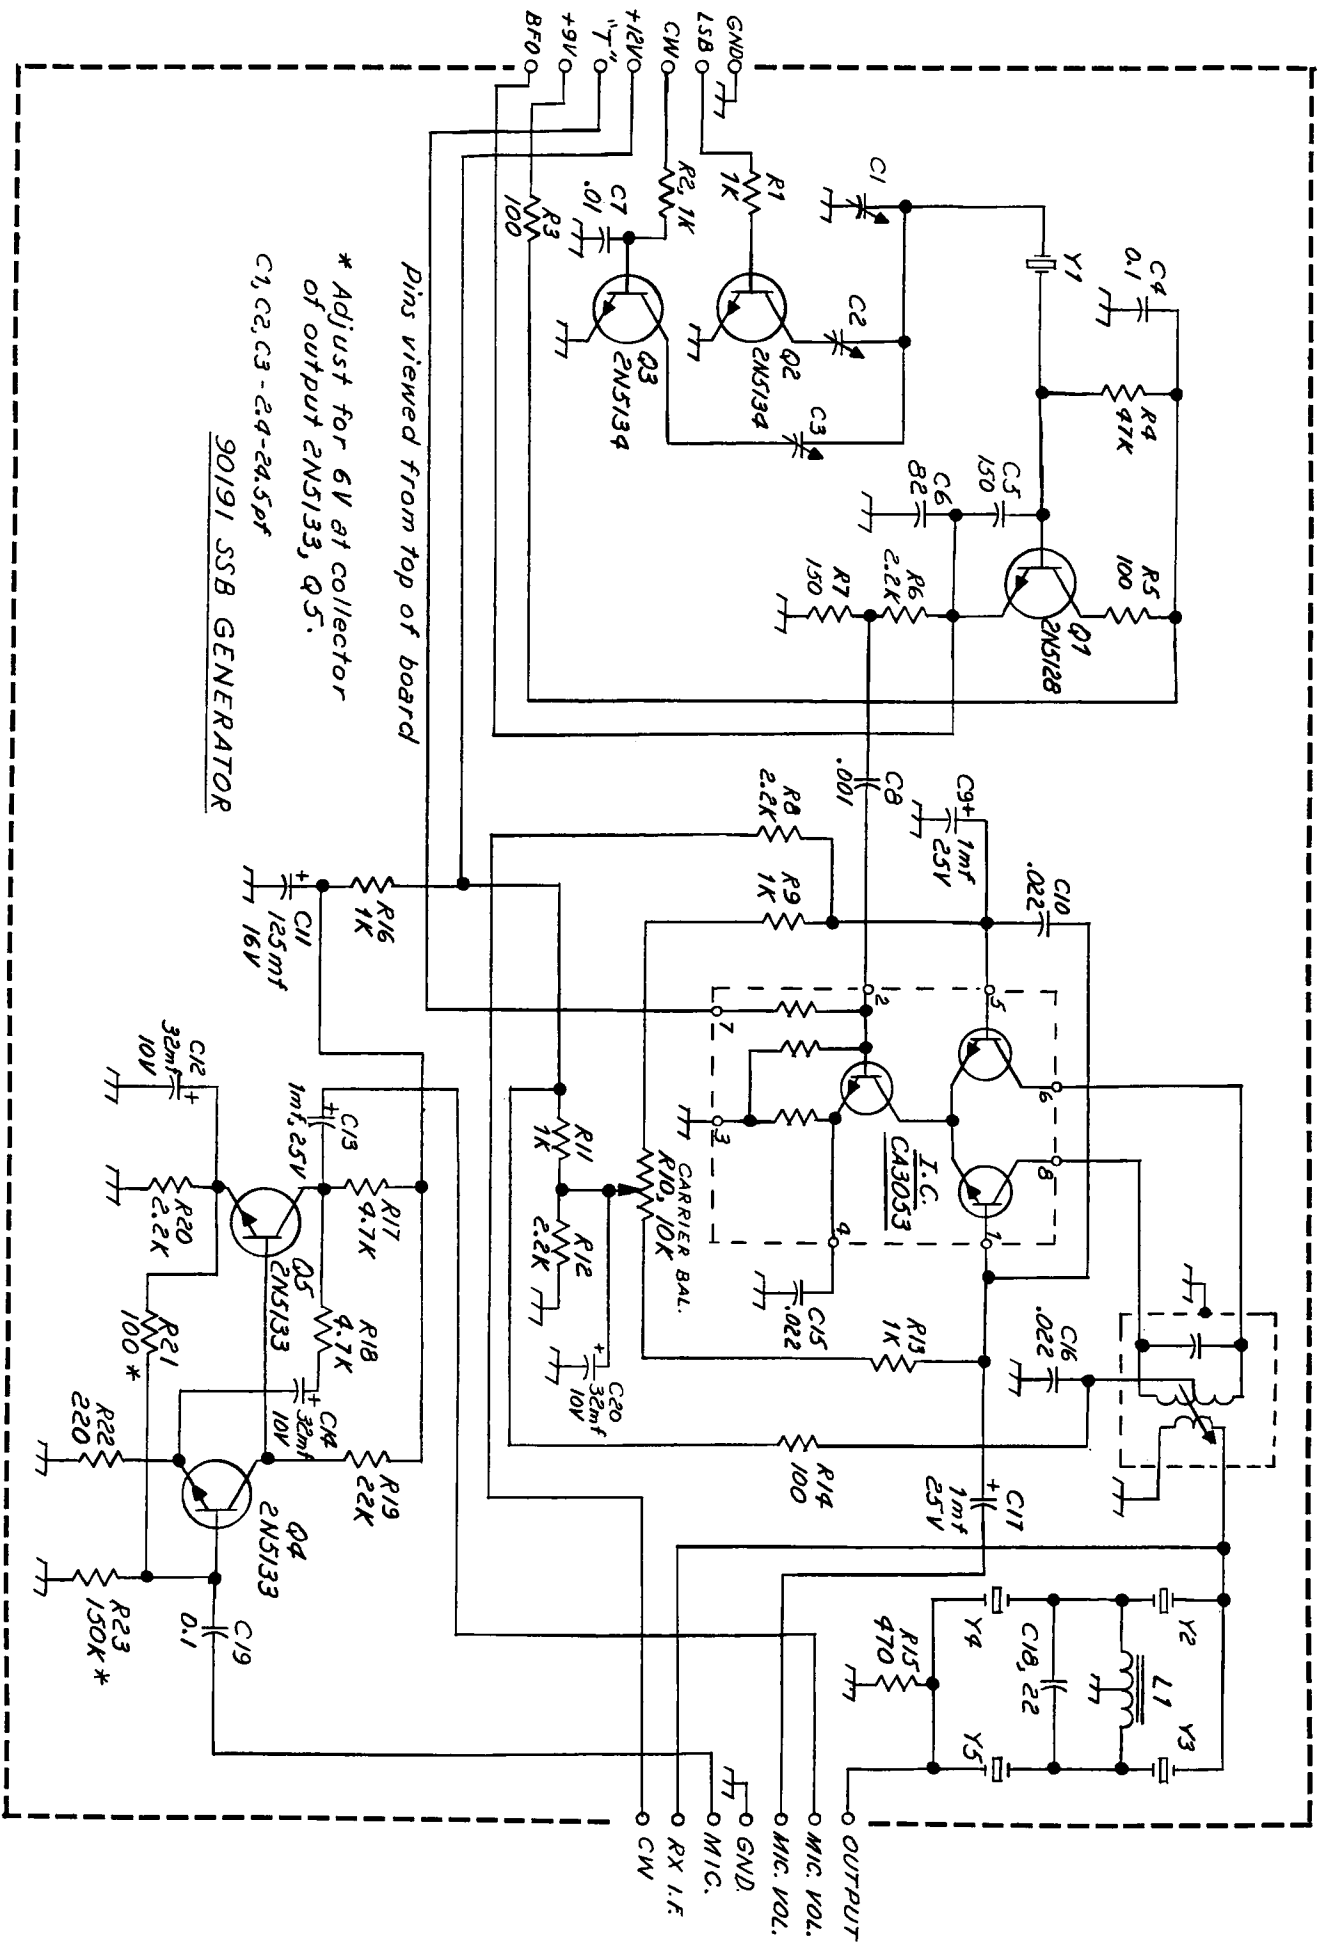 GND
LSB
CW
+12V
"T"
+9V
BFO
C4
0.1
R4
47K
R5
100
Y1
Q1
2N5128
C5
150
C6
82
R6
2.2K
R7
150
C1
C2
C3
R1
1K
Q2
2N5134
R2, 1K
C7
.01
Q3
2N5134
R3
100
C8
.001
C9+
1mf
25V
C10
.022
R8
2.2K
R9
1K
5
2
7
6
8
3
1
4
I.C.
CA3053
CARRIER BAL.
R10, 10K
C15
.022
R13
1K
C16
.022
R14
100
C17
+
1mf
25V
R11
1K
R12
2.2K
C20
+
32mf
10V
Y2
Y3
L1
C18, 22
Y4
Y5
R15
470
R16
1K
C11
+
125mf
16V
C12
+
32mf
10V
C13
+
1mf, 25V
R17
4.7K
R18
4.7K
C14
+
32mf
10V
R19
22K
Q5
2N5133
R20
2.2K
R21
100*
R22
220
Q4
2N5133
R23
150K*
C19
0.1
OUTPUT
MIC. VOL.
MIC. VOL.
GND.
MIC.
RX I.F.
CW
Pins viewed from top of board
* Adjust for 6V at collector
of output 2N5133, Q5.
C1, C2, C3 - 2.4-24.5pf
90191 SSB GENERATOR